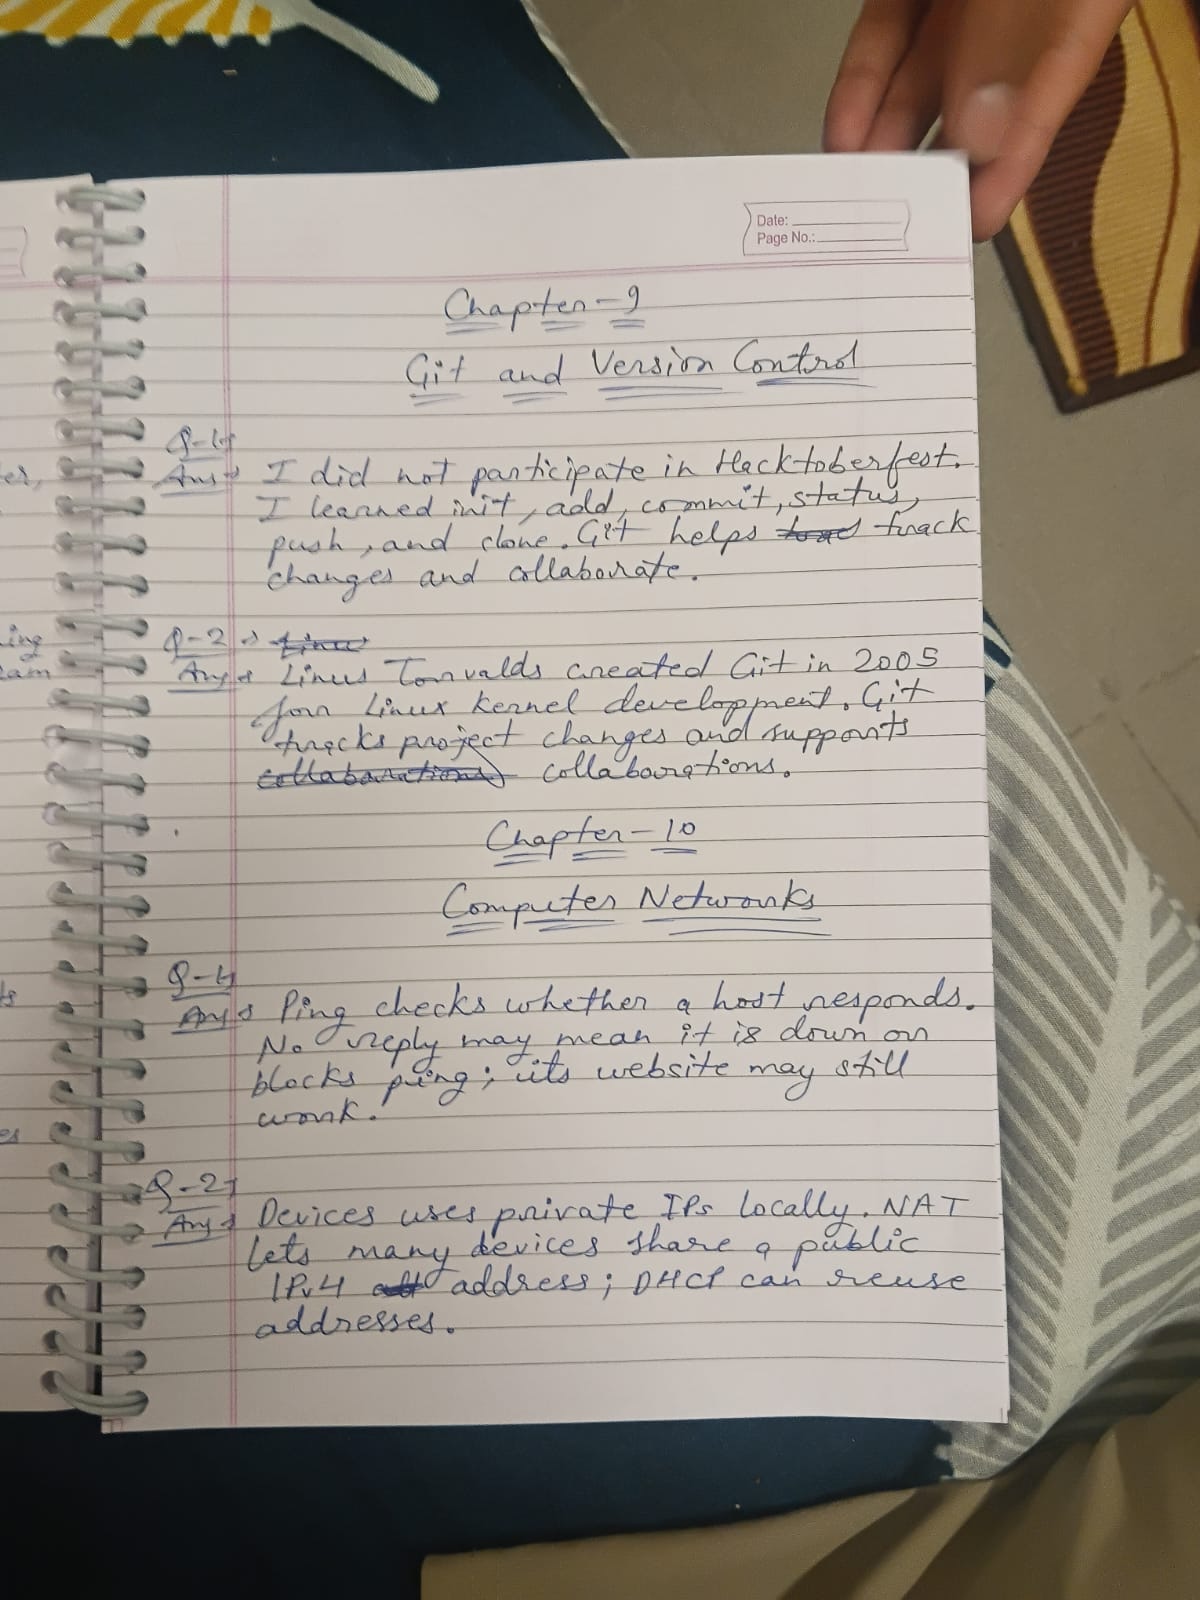 Date:
Page No.:
Chapter-9
Git and Version Control
Q-1→
Ans→ I did not participate in Hacktoberfest.
I learned init, add, commit, status,
push, and clone. Git helps track
changes and collaborate.
Q-2→
Ans→ Linus Torvalds created Git in 2005
for Linux kernel development. Git
tracks project changes and supports
collaborations.
Chapter-10
Computer Networks
Q-1→
Ans→ Ping checks whether a host responds.
No reply may mean it is down or
blocks ping; its website may still
work.
Q-2→
Ans→ Devices uses private IPs locally. NAT
lets many devices share a public
IPv4 address; DHCP can reuse
addresses.